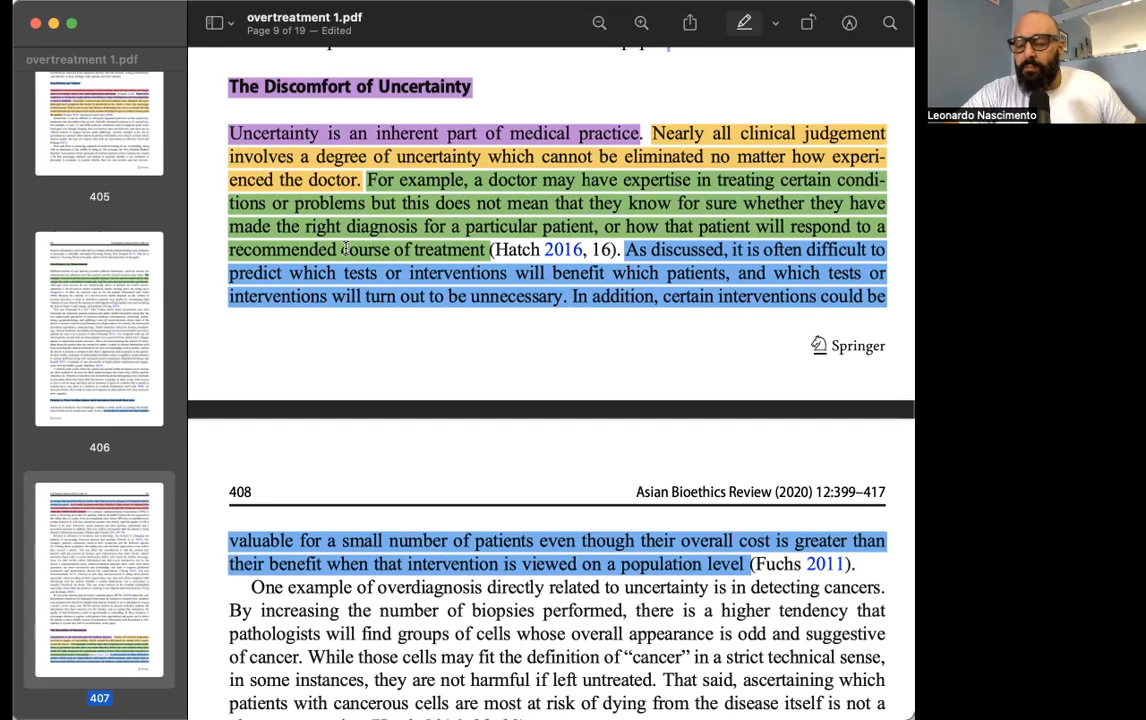 overtreatment 1.pdf
Page 9 of 19 — Edited
overtreatment 1.pdf
405
406
407
The Discomfort of Uncertainty
Uncertainty is an inherent part of medical practice. Nearly all clinical judgement
involves a degree of uncertainty which cannot be eliminated no matter how experi-
enced the doctor. For example, a doctor may have expertise in treating certain condi-
tions or problems but this does not mean that they know for sure whether they have
made the right diagnosis for a particular patient, or how that patient will respond to a
recommended course of treatment (Hatch 2016, 16). As discussed, it is often difficult to
predict which tests or interventions will benefit which patients, and which tests or
interventions will turn out to be unnecessary. In addition, certain interventions could be
Springer
408
Asian Bioethics Review (2020) 12:399–417
valuable for a small number of patients even though their overall cost is greater than
their benefit when that intervention is viewed on a population level (Fuchs 2011).
One example of overdiagnosis directly linked to uncertainty is in detecting cancers.
By increasing the number of biopsies performed, there is a higher tendency that
pathologists will find groups of cells whose overall appearance is odd and suggestive
of cancer. While those cells may fit the definition of “cancer” in a strict technical sense,
in some instances, they are not harmful if left untreated. That said, ascertaining which
patients with cancerous cells are most at risk of dying from the disease itself is not a
Leonardo Nascimento